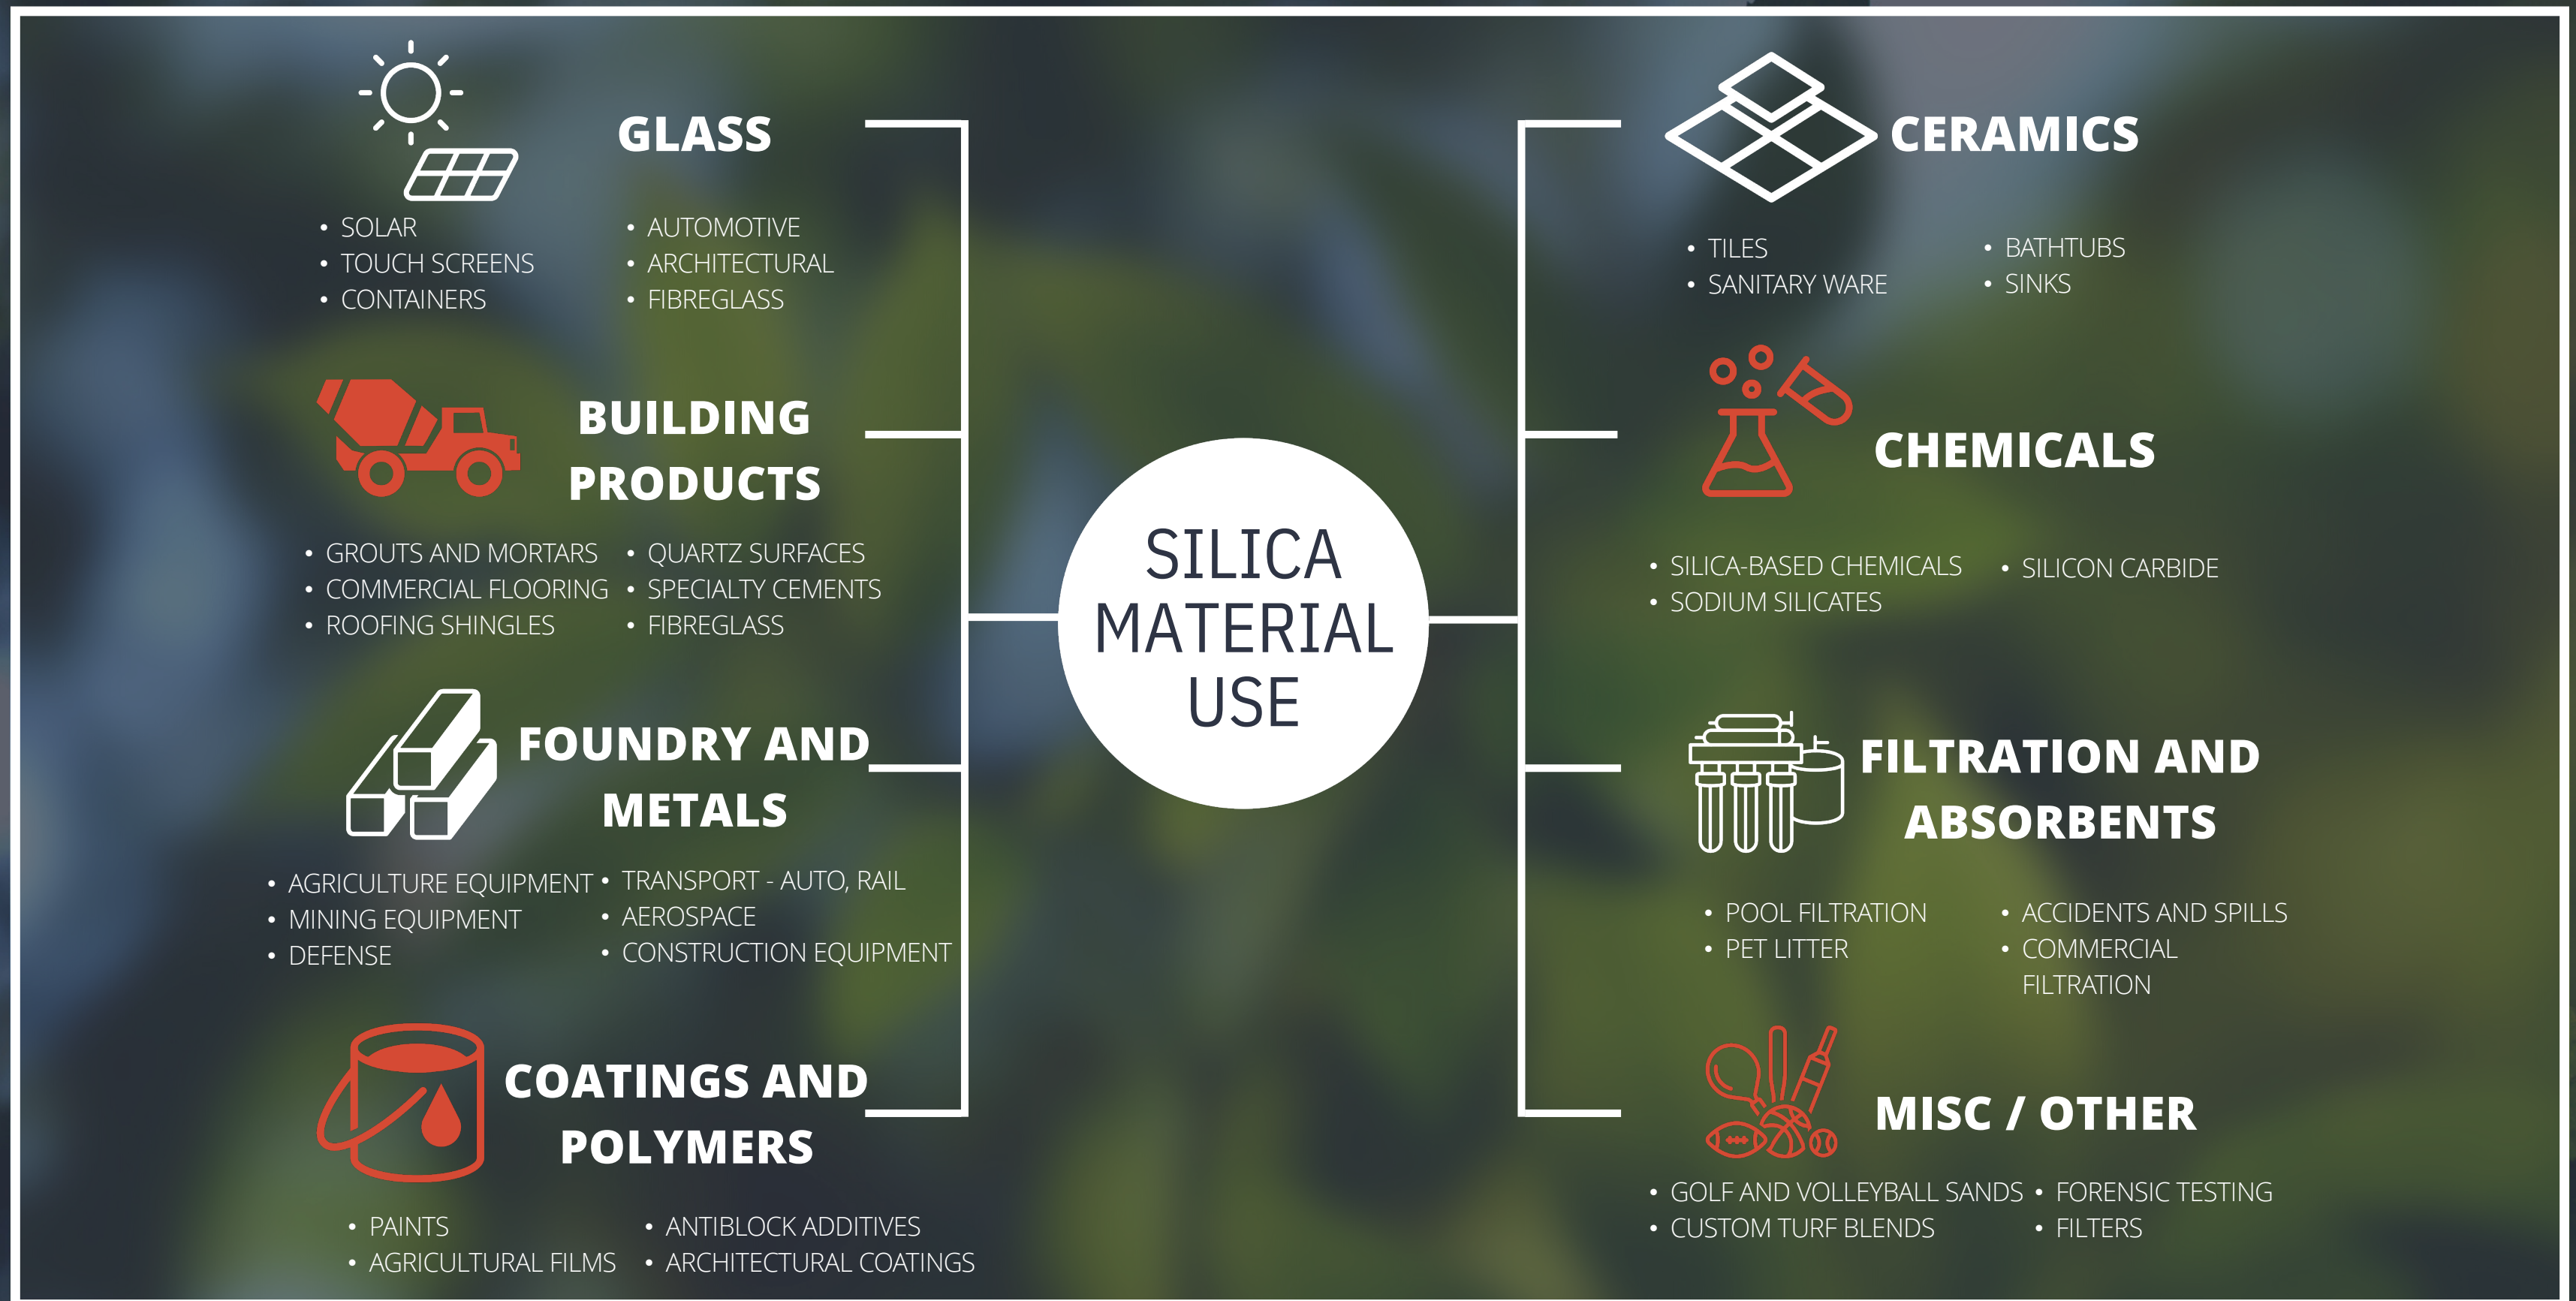 GLASS
• SOLAR
• TOUCH SCREENS
• CONTAINERS
• AUTOMOTIVE
• ARCHITECTURAL
• FIBREGLASS
BUILDING
PRODUCTS
• GROUTS AND MORTARS
• COMMERCIAL FLOORING
• ROOFING SHINGLES
• QUARTZ SURFACES
• SPECIALTY CEMENTS
• FIBREGLASS
FOUNDRY AND
METALS
• AGRICULTURE EQUIPMENT
• MINING EQUIPMENT
• DEFENSE
• TRANSPORT - AUTO, RAIL
• AEROSPACE
• CONSTRUCTION EQUIPMENT
COATINGS AND
POLYMERS
• PAINTS
• AGRICULTURAL FILMS
• ANTIBLOCK ADDITIVES
• ARCHITECTURAL COATINGS
SILICA
MATERIAL
USE
CERAMICS
• TILES
• SANITARY WARE
• BATHTUBS
• SINKS
CHEMICALS
• SILICA-BASED CHEMICALS
• SODIUM SILICATES
• SILICON CARBIDE
FILTRATION AND
ABSORBENTS
• POOL FILTRATION
• PET LITTER
• ACCIDENTS AND SPILLS
• COMMERCIAL
FILTRATION
MISC / OTHER
• GOLF AND VOLLEYBALL SANDS
• CUSTOM TURF BLENDS
• FORENSIC TESTING
• FILTERS